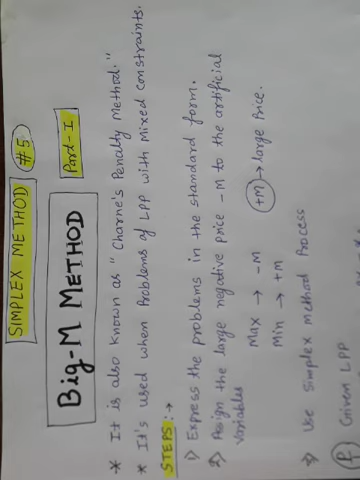 SIMPLEX METHOD #5
Big-M METHOD Part-I
* It is also known as "Charne's Penalty Method."
* It's used when Problems of LPP with mixed constraints.
STEPS:→
1) Express the problems in the standard form.
2) Assign the large negative price -M to the artificial
variables
Max → -M
Min → +M
+M → large Price.
3) Use Simplex method Process
Given LPP